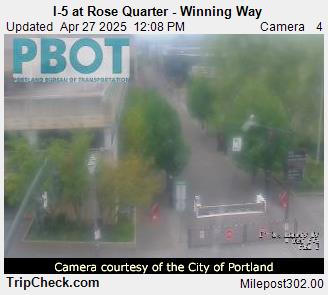 I-5 at Rose Quarter - Winning Way
Updated Apr 27 2025 12:08 PM Camera 4
PBOT
PORTLAND BUREAU OF TRANSPORTATION
Camera courtesy of the City of Portland
TripCheck.com Milepost302.00